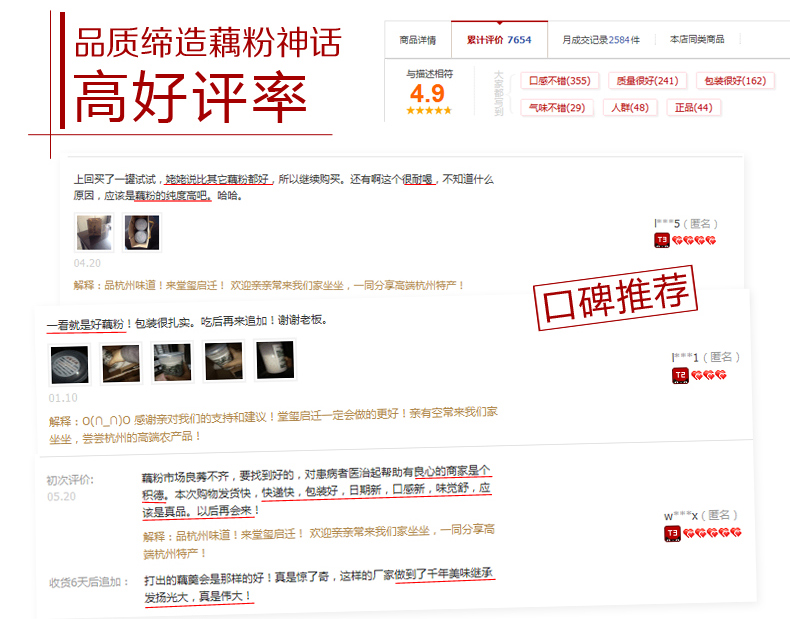 品质缔造藕粉神话
高好评率
商品详情
累计评价 7654
月成交记录2584件
本店同类商品
与描述相符
4.9
大家都写到
口感不错(355)
质量很好(241)
包装很好(162)
气味不错(29)
人群(48)
正品(44)
上回买了一罐试试，姥姥说比其它藕粉都好，所以继续购买。还有啊这个很耐喝，不知道什么
原因，应该是藕粉的纯度高吧。哈哈。
l***5（匿名）
T3
04.20
解释：品杭州味道！来堂玺启迁！ 欢迎亲亲常来我们家坐坐，一同分享高端杭州特产！
口碑推荐
一看就是好藕粉！包装很扎实。吃后再来追加！谢谢老板。
l***1（匿名）
T2
01.10
解释：O(∩_∩)O 感谢亲对我们的支持和建议！堂玺启迁一定会做的更好！亲有空常来我们家
坐坐，尝尝杭州的高端农产品！
初次评价：
05.20
藕粉市场良莠不齐，要找到好的，对患病者医治起帮助有良心的商家是个
积德。本次购物发货快，快递快，包装好，日期新，口感新，味觉舒，应
该是真品。以后再会来！
w***x（匿名）
T3
解释：品杭州味道！来堂玺启迁！ 欢迎亲亲常来我们家坐坐，一同分享高
端杭州特产！
收货6天后追加：
打出的藕羹会是那样的好！真是惊了奇，这样的厂家做到了千年美味继承
发扬光大，真是伟大！